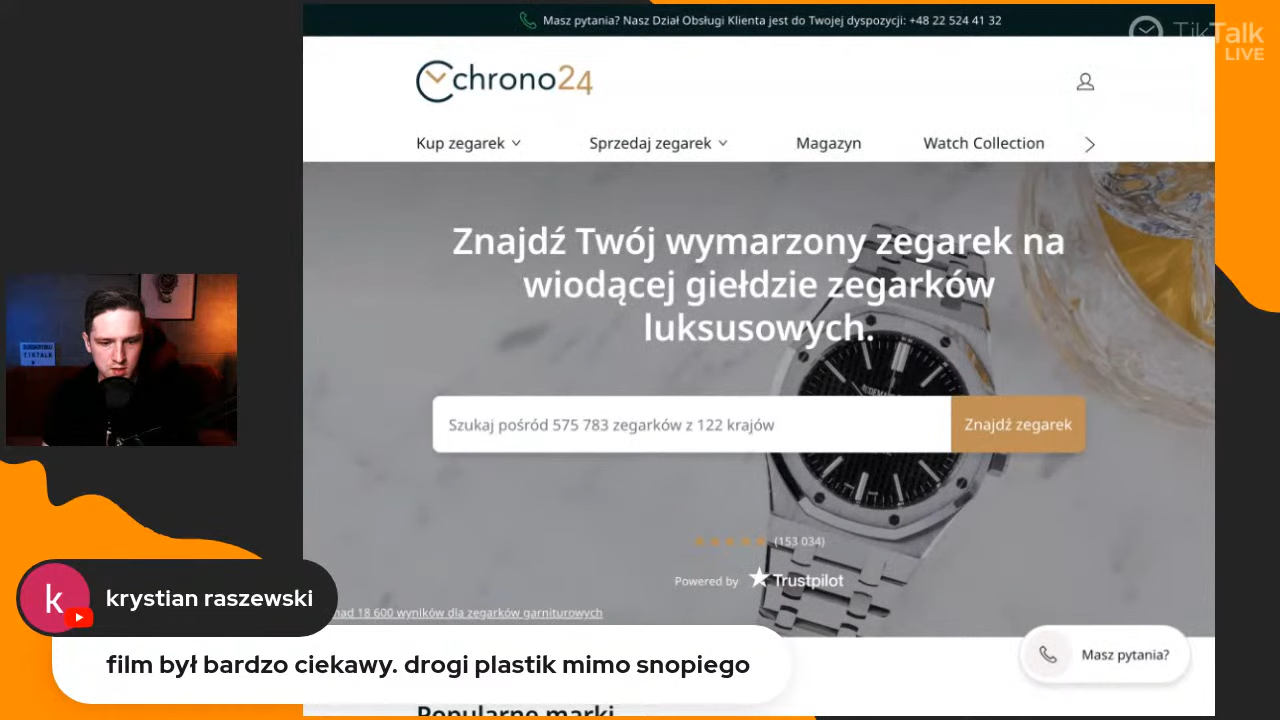 Masz pytania? Nasz Dział Obsługi Klienta jest do Twojej dyspozycji: +48 22 524 41 32
TikTalk
LIVE
chrono24
Kup zegarek
Sprzedaj zegarek
Magazyn
Watch Collection
Znajdź Twój wymarzony zegarek na
wiodącej giełdzie zegarków
luksusowych.
Szukaj pośród 575 783 zegarków z 122 krajów
Znajdź zegarek
(153 034)
Powered by
Trustpilot
18 600 wyników dla zegarków garniturowych
k
krystian raszewski
film był bardzo ciekawy. drogi plastik mimo snopiego
Masz pytania?
Popularne marki